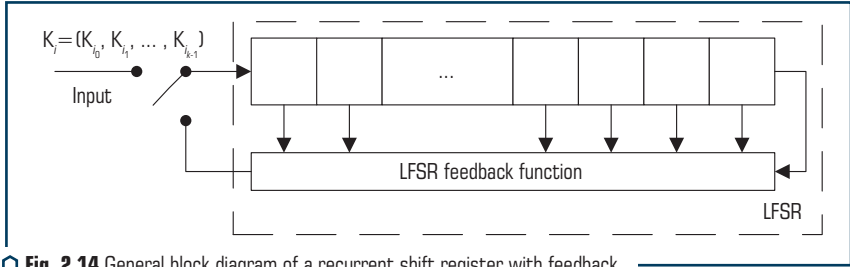 K_i=(K_{i_0}, K_{i_1}, ... , K_{i_{k-1}})
...
Input
LFSR feedback function
LFSR
Fig. 2.14 General block diagram of a recurrent shift register with feedback